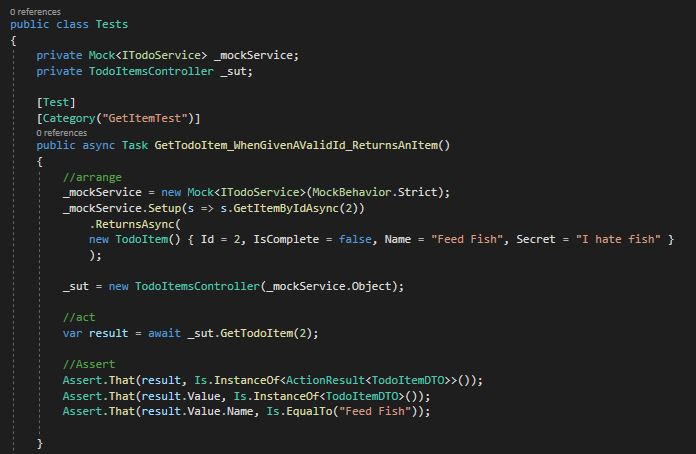 0 references
public class Tests
{
private Mock<ITodoService> _mockService;
private TodoItemsController _sut;
[Test]
[Category("GetItemTest")]
0 references
public async Task GetTodoItem_WhenGivenAValidId_ReturnsAnItem()
{
//arrange
_mockService = new Mock<ITodoService>(MockBehavior.Strict);
_mockService.Setup(s => s.GetItemByIdAsync(2))
.ReturnsAsync(
new TodoItem() { Id = 2, IsComplete = false, Name = "Feed Fish", Secret = "I hate fish" }
);
_sut = new TodoItemsController(_mockService.Object);
//act
var result = await _sut.GetTodoItem(2);
//Assert
Assert.That(result, Is.InstanceOf<ActionResult<TodoItemDTO>>());
Assert.That(result.Value, Is.InstanceOf<TodoItemDTO>());
Assert.That(result.Value.Name, Is.EqualTo("Feed Fish"));
}